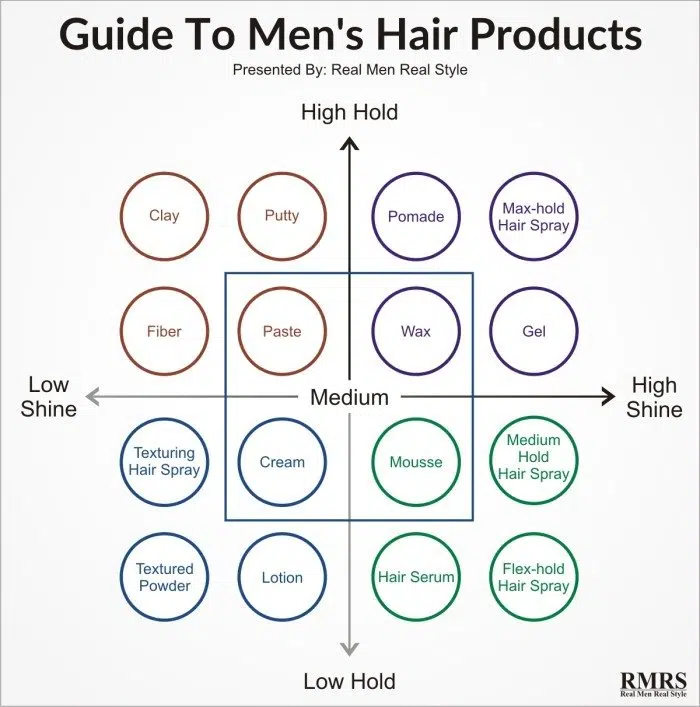 Guide To Men's Hair Products
Presented By: Real Men Real Style
High Hold
Clay
Putty
Pomade
Max-hold
Hair Spray
Fiber
Paste
Wax
Gel
Low
Shine
Medium
High
Shine
Texturing
Hair Spray
Cream
Mousse
Medium
Hold
Hair Spray
Textured
Powder
Lotion
Hair Serum
Flex-hold
Hair Spray
Low Hold
RMRS
Real Men Real Style